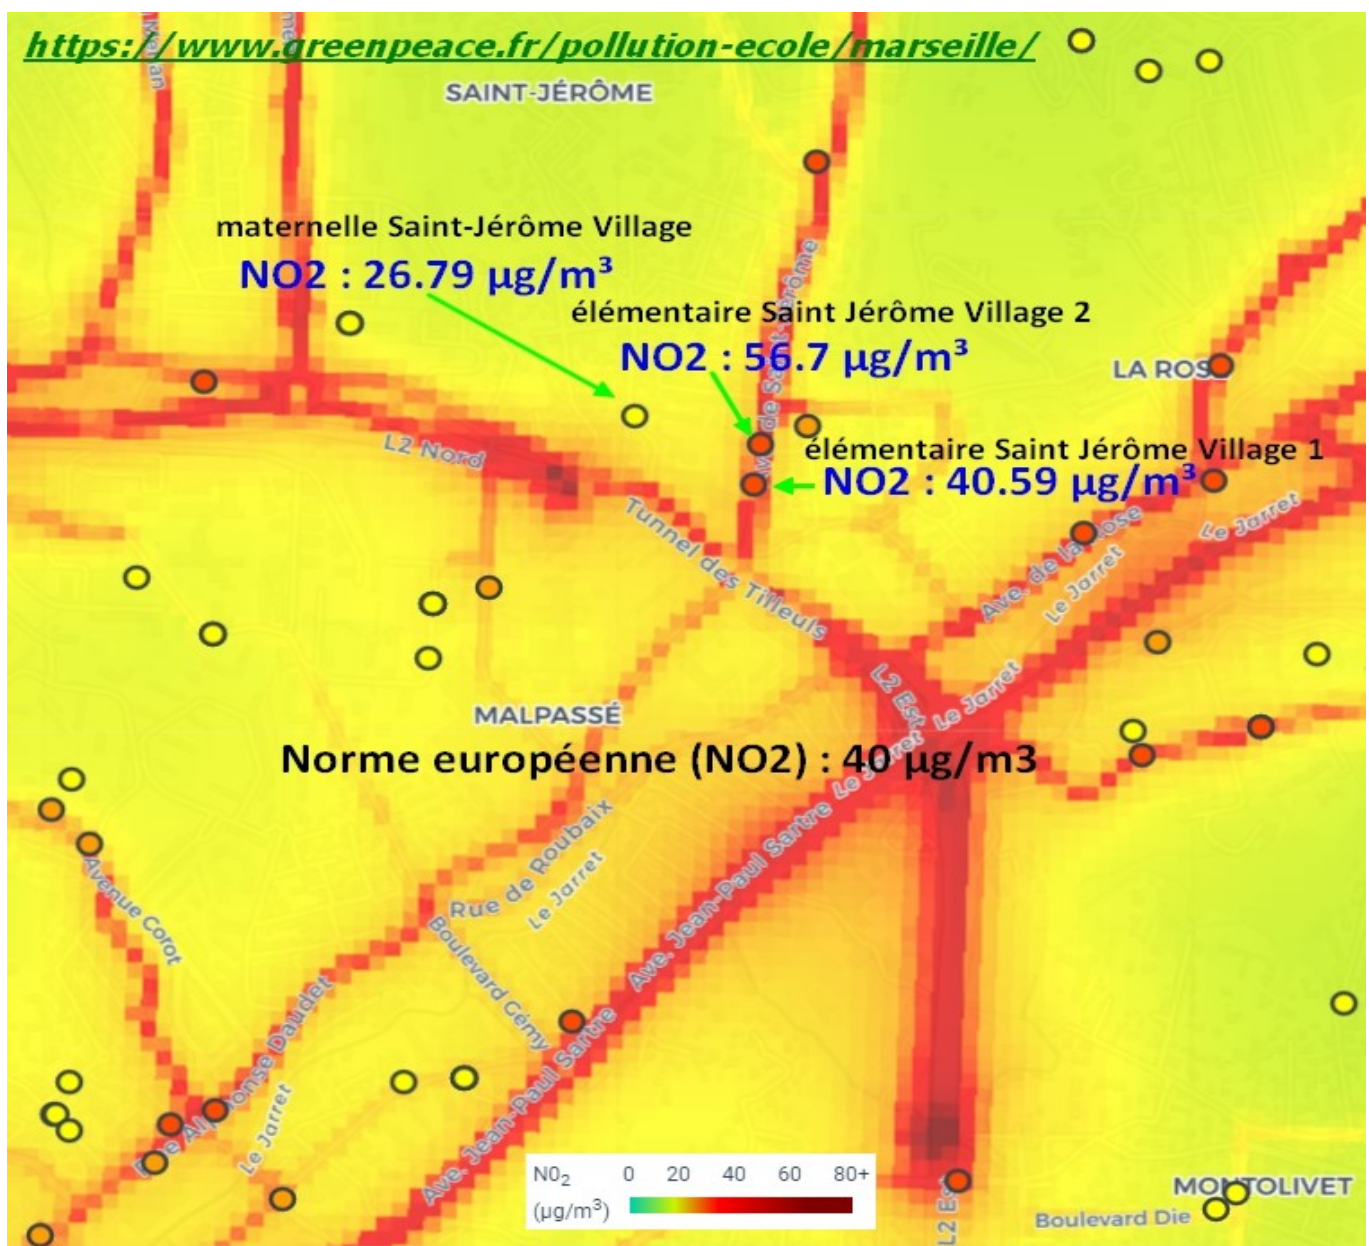 https://www.greenpeace.fr/pollution-ecole/marseille/
SAINT-JÉRÔME
maternelle Saint-Jérôme Village
NO2 : 26.79 µg/m³
élémentaire Saint Jérôme Village 2
NO2 : 56.7 µg/m³
LA ROSE
élémentaire Saint Jérôme Village 1
NO2 : 40.59 µg/m³
L2 Nord
Tunnel des Tilleuls
Ave. de la Rose
Le Jarret
Le Jarret
L2 Est
Le Jarret
MALPASSÉ
Norme européenne (NO2) : 40 µg/m3
Le Jarret
Rue de Roubaix
Le Jarret
Avenue Corot
Boulevard Gémy
Ave. Jean-Paul Sartre
Rue Alphonse Daudet
Le Jarret
Ave. Jean-Paul Sartre
NO₂ 0 20 40 60 80+
(µg/m³)
L2 Est
MONTOLIVET
Boulevard Die